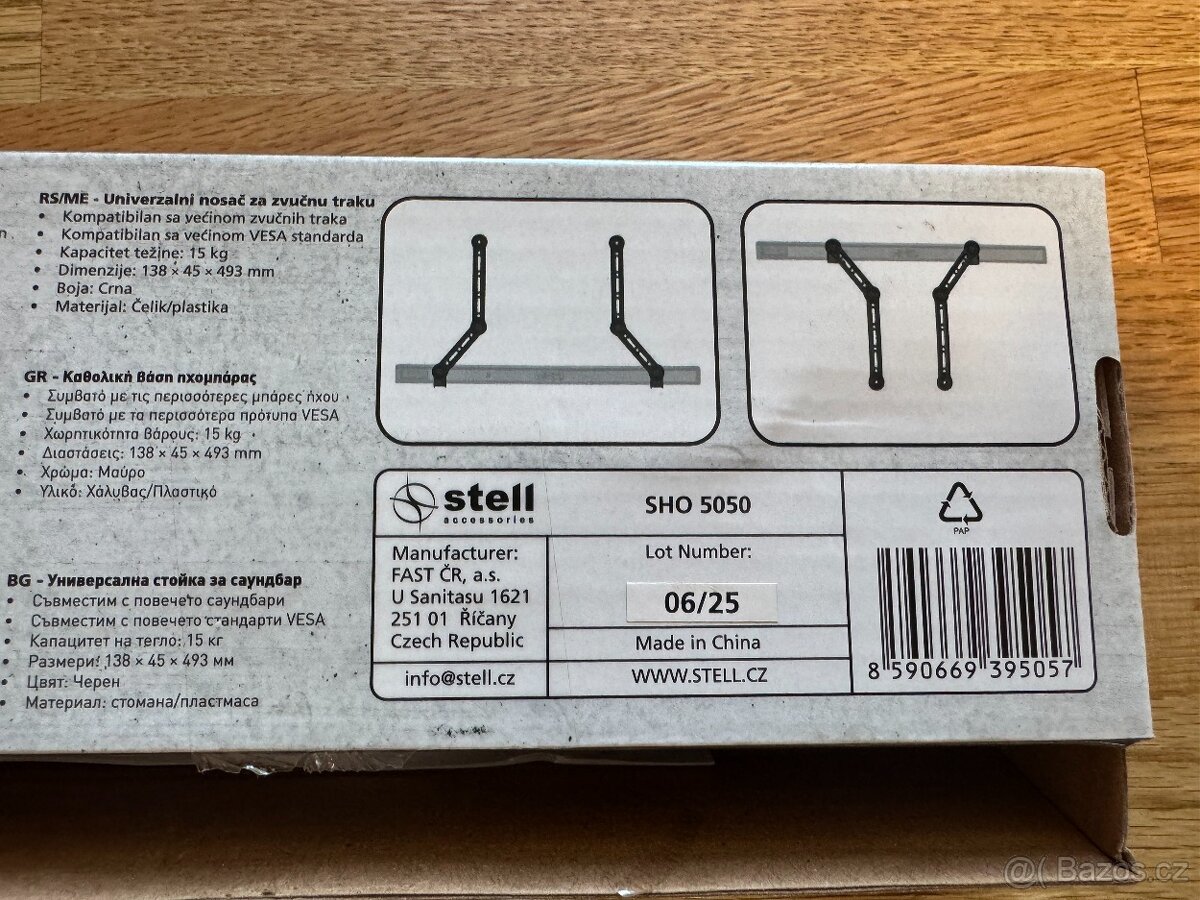 RS/ME - Univerzalni nosač za zvučnu traku
• Kompatibilan sa većinom zvučnih traka
• Kompatibilan sa većinom VESA standarda
• Kapacitet težine: 15 kg
• Dimenzije: 138 × 45 × 493 mm
• Boja: Crna
• Materijal: Čelik/plastika
GR - Καθολική βάση ηχομπάρας
• Συμβατό με τις περισσότερες μπάρες ήχου
• Συμβατό με τα περισσότερα πρότυπα VESA
• Χωρητικότητα βάρους: 15 kg
• Διαστάσεις: 138 × 45 × 493 mm
• Χρώμα: Μαύρο
• Υλικό: Χάλυβας/Πλαστικό
BG - Универсална стойка за саундбар
• Съвместим с повечето саундбари
• Съвместим с повечето стандарти VESA
• Капацитет на тегло: 15 кг
• Размери: 138 × 45 × 493 мм
• Цвят: Черен
• Материал: стомана/пластмаса
stell
accessories
SHO 5050
Manufacturer:
FAST ČR, a.s.
U Sanitasu 1621
251 01 Říčany
Czech Republic
info@stell.cz
Lot Number:
06/25
Made in China
WWW.STELL.CZ
PAP
8 590669 395057
@( Bazos.cz